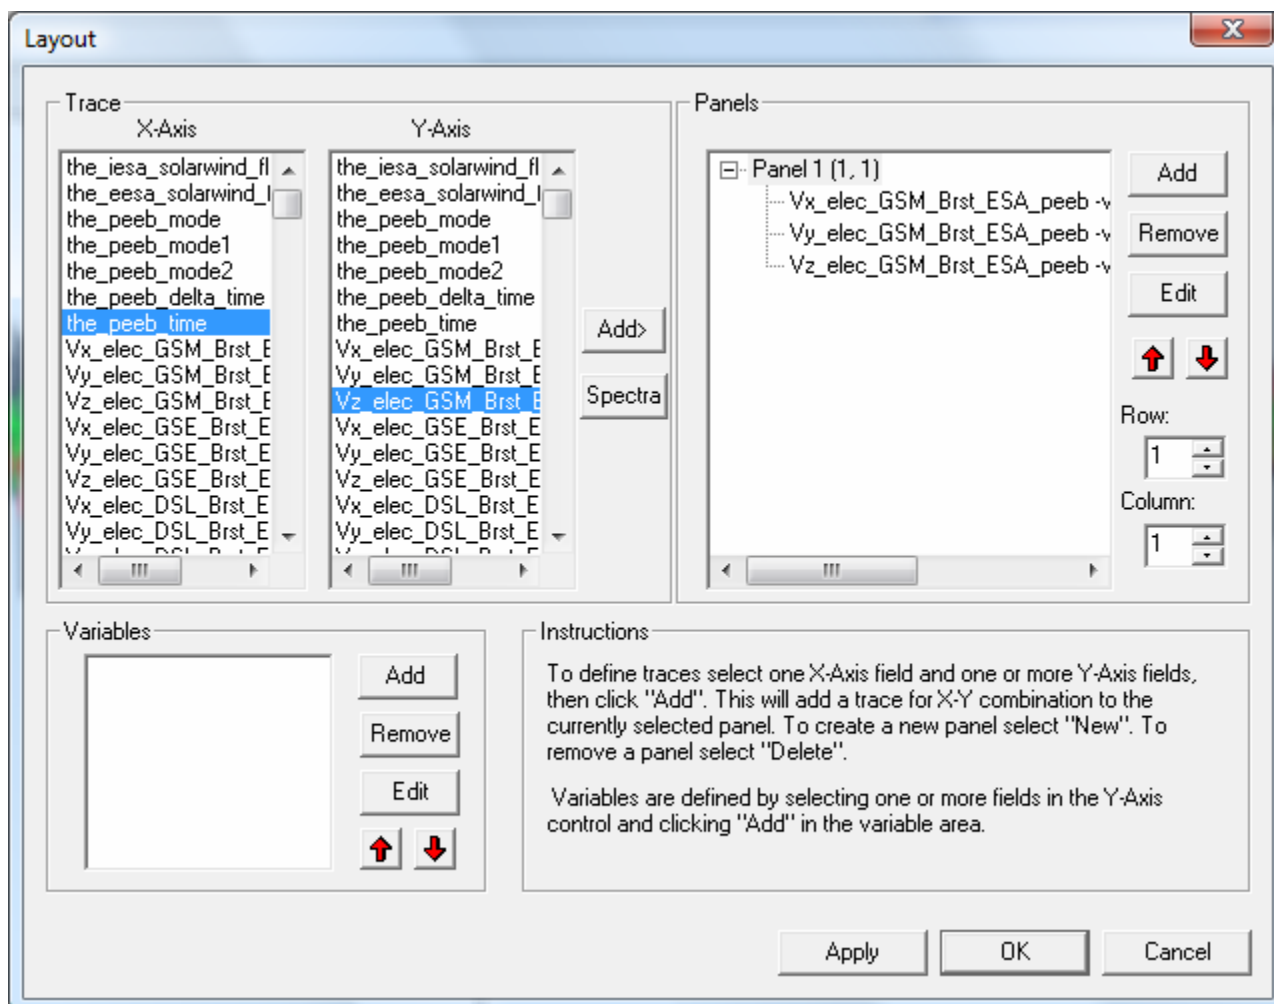 Layout
Trace
X-Axis
Y-Axis
the_iesa_solarwind_fl
the_eesa_solarwind_
the_peeb_mode
the_peeb_mode1
the_peeb_mode2
the_peeb_delta_time
the_peeb_time
Vx_elec_GSM_Brst_E
Vy_elec_GSM_Brst_E
Vz_elec_GSM_Brst_E
Vx_elec_GSE_Brst_E
Vy_elec_GSE_Brst_E
Vz_elec_GSE_Brst_E
Vx_elec_DSL_Brst_E
Vy_elec_DSL_Brst_E
the_iesa_solarwind_fl
the_eesa_solarwind_
the_peeb_mode
the_peeb_mode1
the_peeb_mode2
the_peeb_delta_time
the_peeb_time
Vx_elec_GSM_Brst_E
Vy_elec_GSM_Brst_E
Vz_elec_GSM_Brst_E
Vx_elec_GSE_Brst_E
Vy_elec_GSE_Brst_E
Vz_elec_GSE_Brst_E
Vx_elec_DSL_Brst_E
Vy_elec_DSL_Brst_E
Add>
Spectra
Panels
Panel 1 (1, 1)
Vx_elec_GSM_Brst_ESA_peeb -v
Vy_elec_GSM_Brst_ESA_peeb -v
Vz_elec_GSM_Brst_ESA_peeb -v
Add
Remove
Edit
Row:
1
Column:
1
Variables
Add
Remove
Edit
Instructions
To define traces select one X-Axis field and one or more Y-Axis fields,
then click "Add". This will add a trace for X-Y combination to the
currently selected panel. To create a new panel select "New". To
remove a panel select "Delete".
Variables are defined by selecting one or more fields in the Y-Axis
control and clicking "Add" in the variable area.
Apply
OK
Cancel